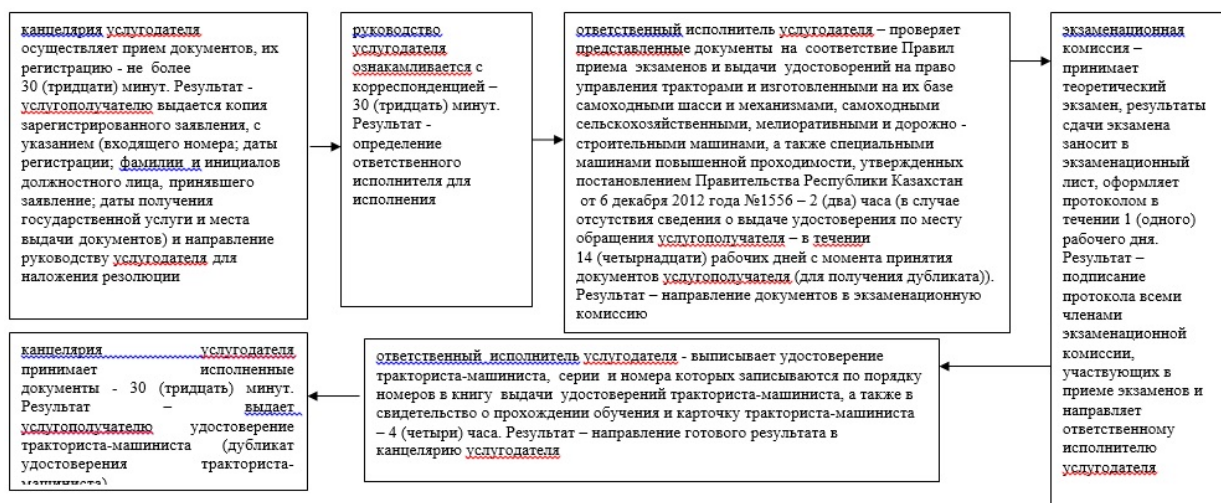 канцелярия услугодателя
осуществляет прием документов, их
регистрацию - не  более
30 (тридцати) минут. Результат -
услугополучателю выдается копия
зарегистрированного заявления, с
указанием (входящего номера; даты
регистрации; фамилии  и инициалов
должностного лица, принявшего
заявление; даты получения
государственной услуги и места
выдачи документов) и направление
руководству услугодателя для
наложения резолюции
руководство
услугодателя
ознакамливается с
корреспонденцией –
30 (тридцать) минут.
Результат -
определение
ответственного
исполнителя для
исполнения
ответственный исполнитель услугодателя – проверяет
представленные документы  на  соответствие Правил
приема  экзаменов и выдачи  удостоворений на право
управления тракторами и изготовленными на их базе
самоходными шасси и механизмами, самоходными
сельскохозяйственными, мелиоративными и дорожно -
строительными машинами, а также специальными
машинами повышенной проходимости, утвержденных
постановлением Правительства Республики Казахстан
от 6 декабря 2012 года №1556 – 2 (два) часа (в случае
отсутствия сведения о выдаче удостоверения по месту
обращения услугополучателя – в течении
14 (четырнадцати) рабочих дней с момента принятия
документов услугополучателя (для получения дубликата)).
Результат – направление документов в экзаменационную
комиссию
экзаменационная
комиссия –
принимает
теоретический
экзамен, результаты
сдачи экзамена
заносит в
экзаменационный
лист, оформляет
протоколом в
течении 1 (одного)
рабочего дня.
Результат –
подписание
протокола всеми
членами
экзаменационной
комиссии,
участвующих в
приеме экзаменов и
направляет
ответственному
исполнителю
услугодателя
ответственный  исполнитель услугодателя - выписывает удостоверение
тракториста-машиниста,  серии  и номера которых записываются по порядку
номеров в книгу  выдачи  удостоверений тракториста-машиниста, а также в
свидетельство о прохождении обучения и карточку тракториста-машиниста
– 4 (четыри) часа. Результат – направление готового результата в
канцелярию услугодателя
канцелярия услугодателя
принимает исполненные
документы - 30 (тридцать) минут.
Результат – выдает
услугополучателю удостоверение
тракториста-машиниста (дубликат
удостоверения тракториста-
машиниста)